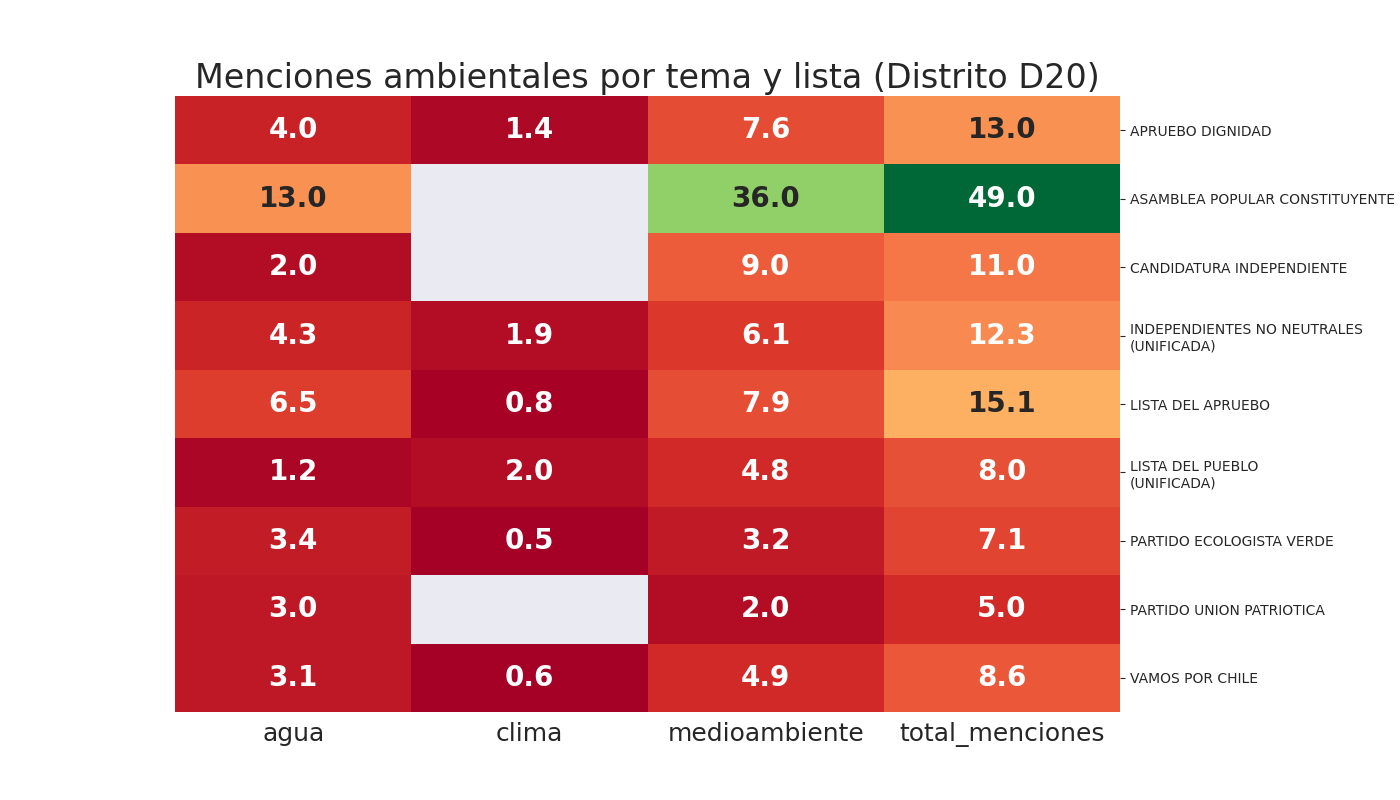 Menciones ambientales por tema y lista (Distrito D20)
4.0 1.4 7.6 13.0 APRUEBO DIGNIDAD
13.0 36.0 49.0 ASAMBLEA POPULAR CONSTITUYENTE
2.0 9.0 11.0 CANDIDATURA INDEPENDIENTE
4.3 1.9 6.1 12.3 INDEPENDIENTES NO NEUTRALES
(UNIFICADA)
6.5 0.8 7.9 15.1 LISTA DEL APRUEBO
1.2 2.0 4.8 8.0 LISTA DEL PUEBLO
(UNIFICADA)
3.4 0.5 3.2 7.1 PARTIDO ECOLOGISTA VERDE
3.0 2.0 5.0 PARTIDO UNION PATRIOTICA
3.1 0.6 4.9 8.6 VAMOS POR CHILE
agua clima medioambiente total_menciones